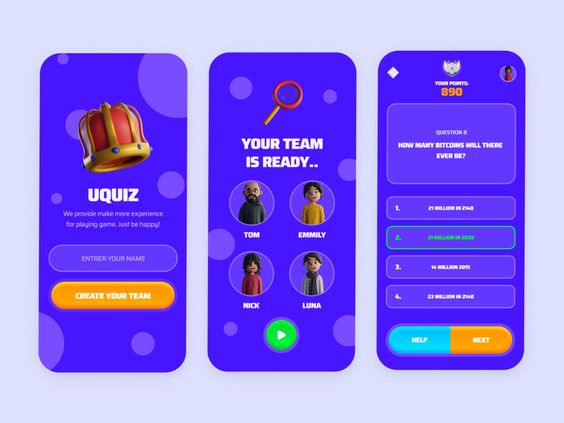 UQUIZ
We provide make more experience
for playing game. Just be happy!
ENTRER YOUR NAME
CREATE YOUR TEAM
YOUR TEAM
IS READY..
TOM
EMMILY
NICK
LUNA
YOUR POINTS:
890
QUESTION 8
HOW MANY BITCOINS WILL THERE
EVER BE?
1. 21 MILLION IN 2140
2. 21 MILLION IN 2020
3. 14 MILLION 2015
4. 23 MILLION IN 2140
HELP
NEXT